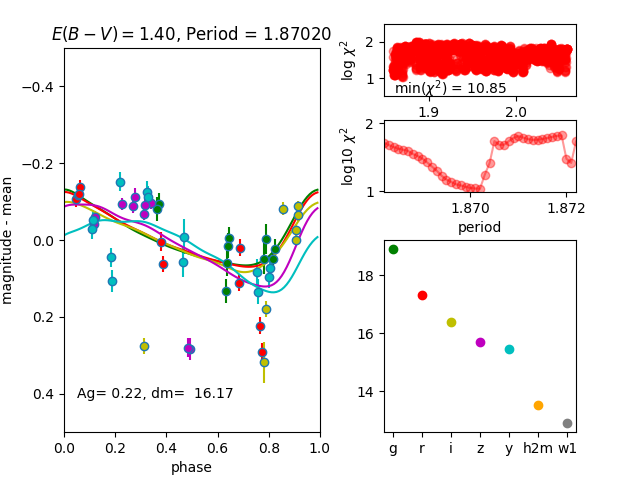 E(B − V) = 1.40, Period = 1.87020
−0.4
−0.2
0.0
0.2
0.4
magnitude - mean
Ag= 0.22, dm=  16.17
0.0 0.2 0.4 0.6 0.8 1.0
phase
log χ²
2
1
min(χ²) = 10.85
1.9 2.0
log10 χ²
2
1
1.870 1.872
period
18
16
14
g r i z y h2m w1